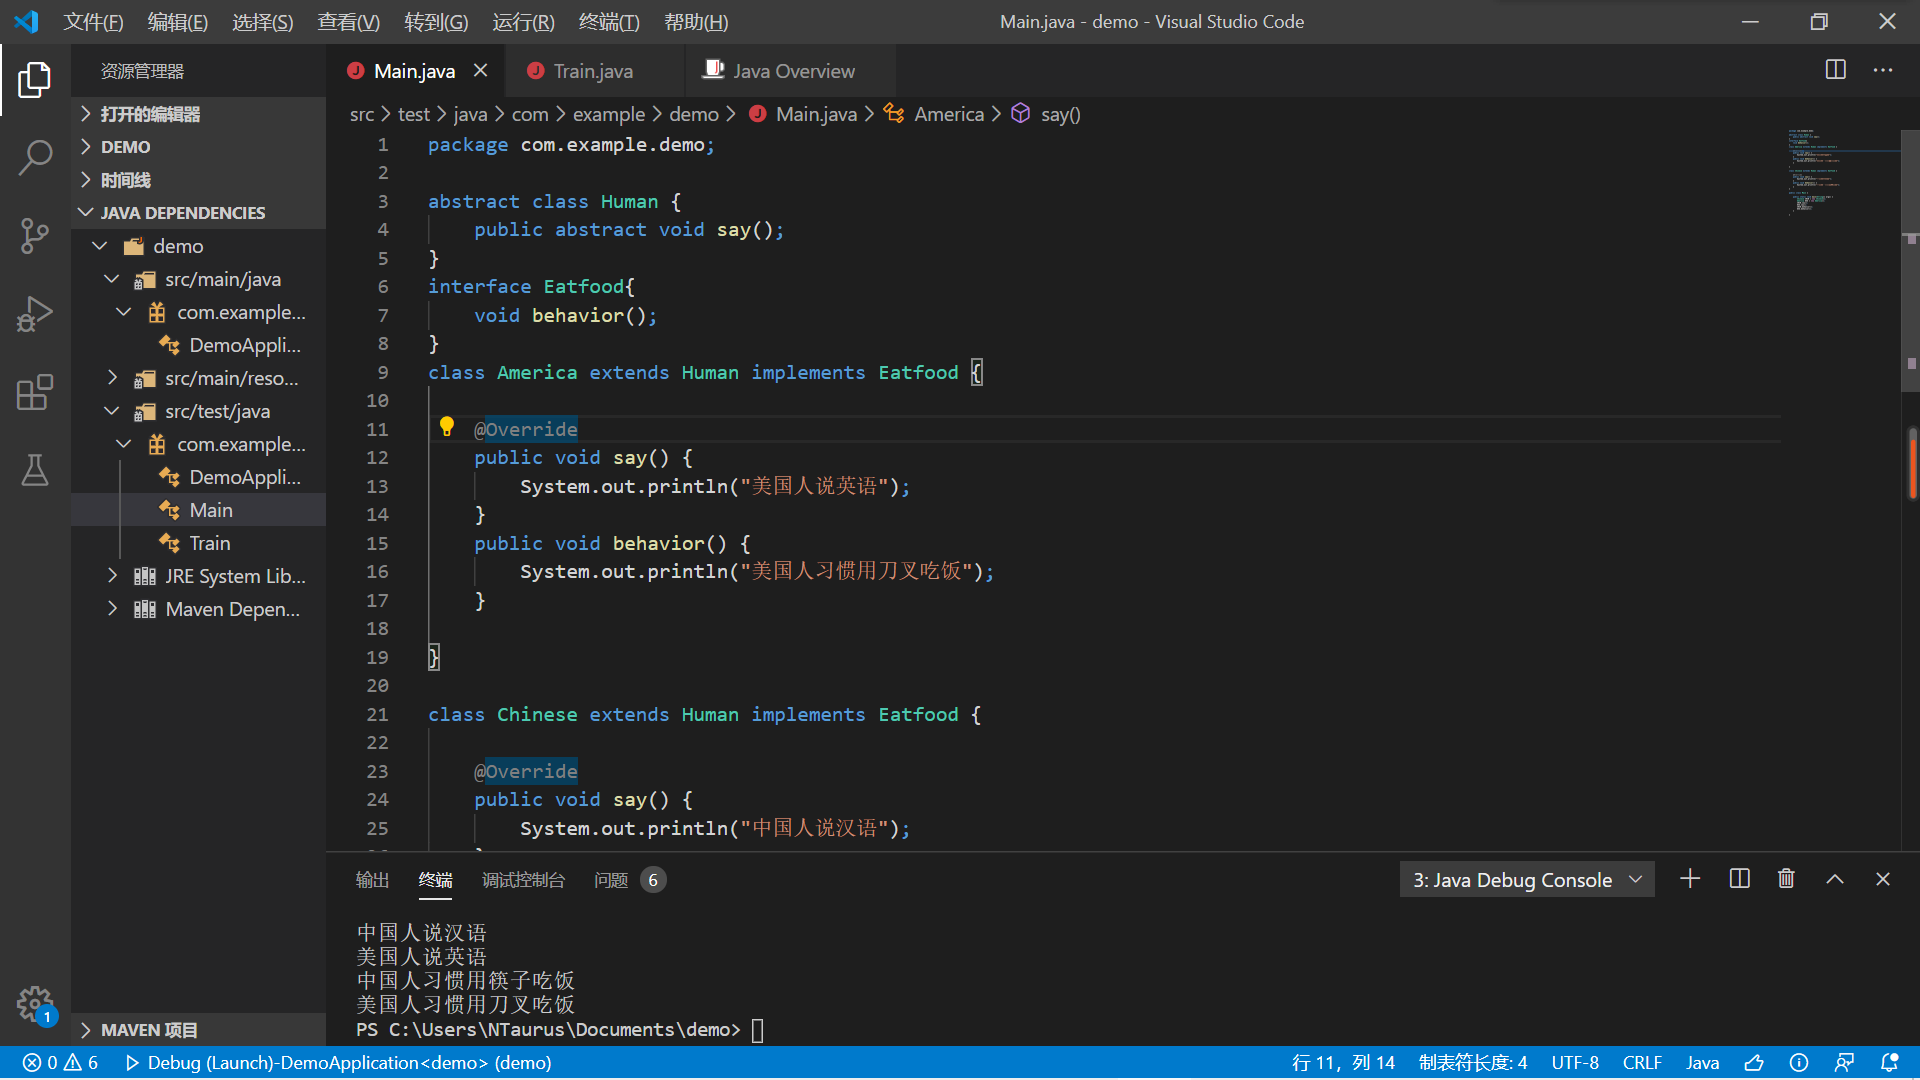 文件(F) 编辑(E) 选择(S) 查看(V) 转到(G) 运行(R) 终端(T) 帮助(H)
Main.java - demo - Visual Studio Code
资源管理器
打开的编辑器
DEMO
时间线
JAVA DEPENDENCIES
demo
src/main/java
com.example...
DemoAppli...
src/main/reso...
src/test/java
com.example...
DemoAppli...
Main
Train
JRE System Lib...
Maven Depen...
MAVEN 项目
1
Main.java
Train.java
Java Overview
src > test > java > com > example > demo > Main.java > America > say()
1 package com.example.demo;
2
3 abstract class Human {
4 public abstract void say();
5 }
6 interface Eatfood{
7 void behavior();
8 }
9 class America extends Human implements Eatfood {
10
11 @Override
12 public void say() {
13 System.out.println("美国人说英语");
14 }
15 public void behavior() {
16 System.out.println("美国人习惯用刀叉吃饭");
17 }
18
19 }
20
21 class Chinese extends Human implements Eatfood {
22
23 @Override
24 public void say() {
25 System.out.println("中国人说汉语");
输出 终端 调试控制台 问题 6
3: Java Debug Console
中国人说汉语
美国人说英语
中国人习惯用筷子吃饭
美国人习惯用刀叉吃饭
PS C:\Users\NTaurus\Documents\demo>
0 6 Debug (Launch)-DemoApplication<demo> (demo)
行 11，列 14 制表符长度: 4 UTF-8 CRLF Java